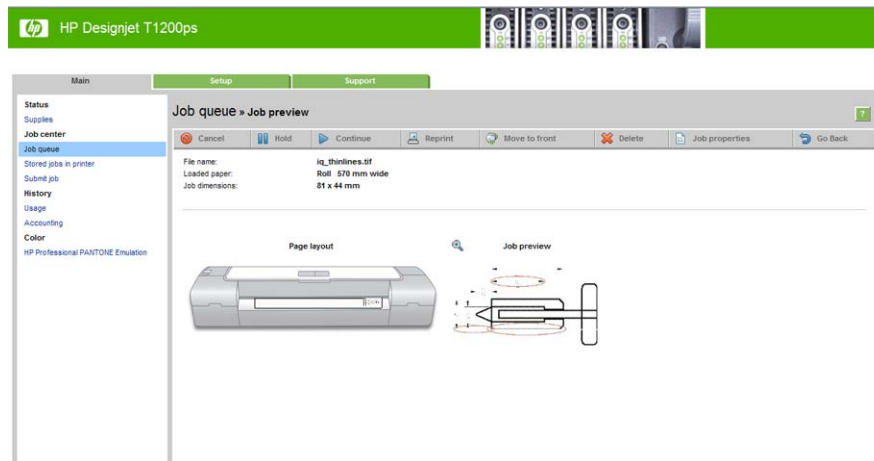 hp HP Designjet T1200ps
Main Setup Support
Status
Supplies
Job center
Job queue
Stored jobs in printer
Submit job
History
Usage
Accounting
Color
HP Professional PANTONE Emulation
Job queue » Job preview
?
Cancel Hold Continue Reprint Move to front Delete Job properties Go Back
File name: iq_thinlines.tif
Loaded paper: Roll 570 mm wide
Job dimensions: 81 x 44 mm
Page layout
Job preview